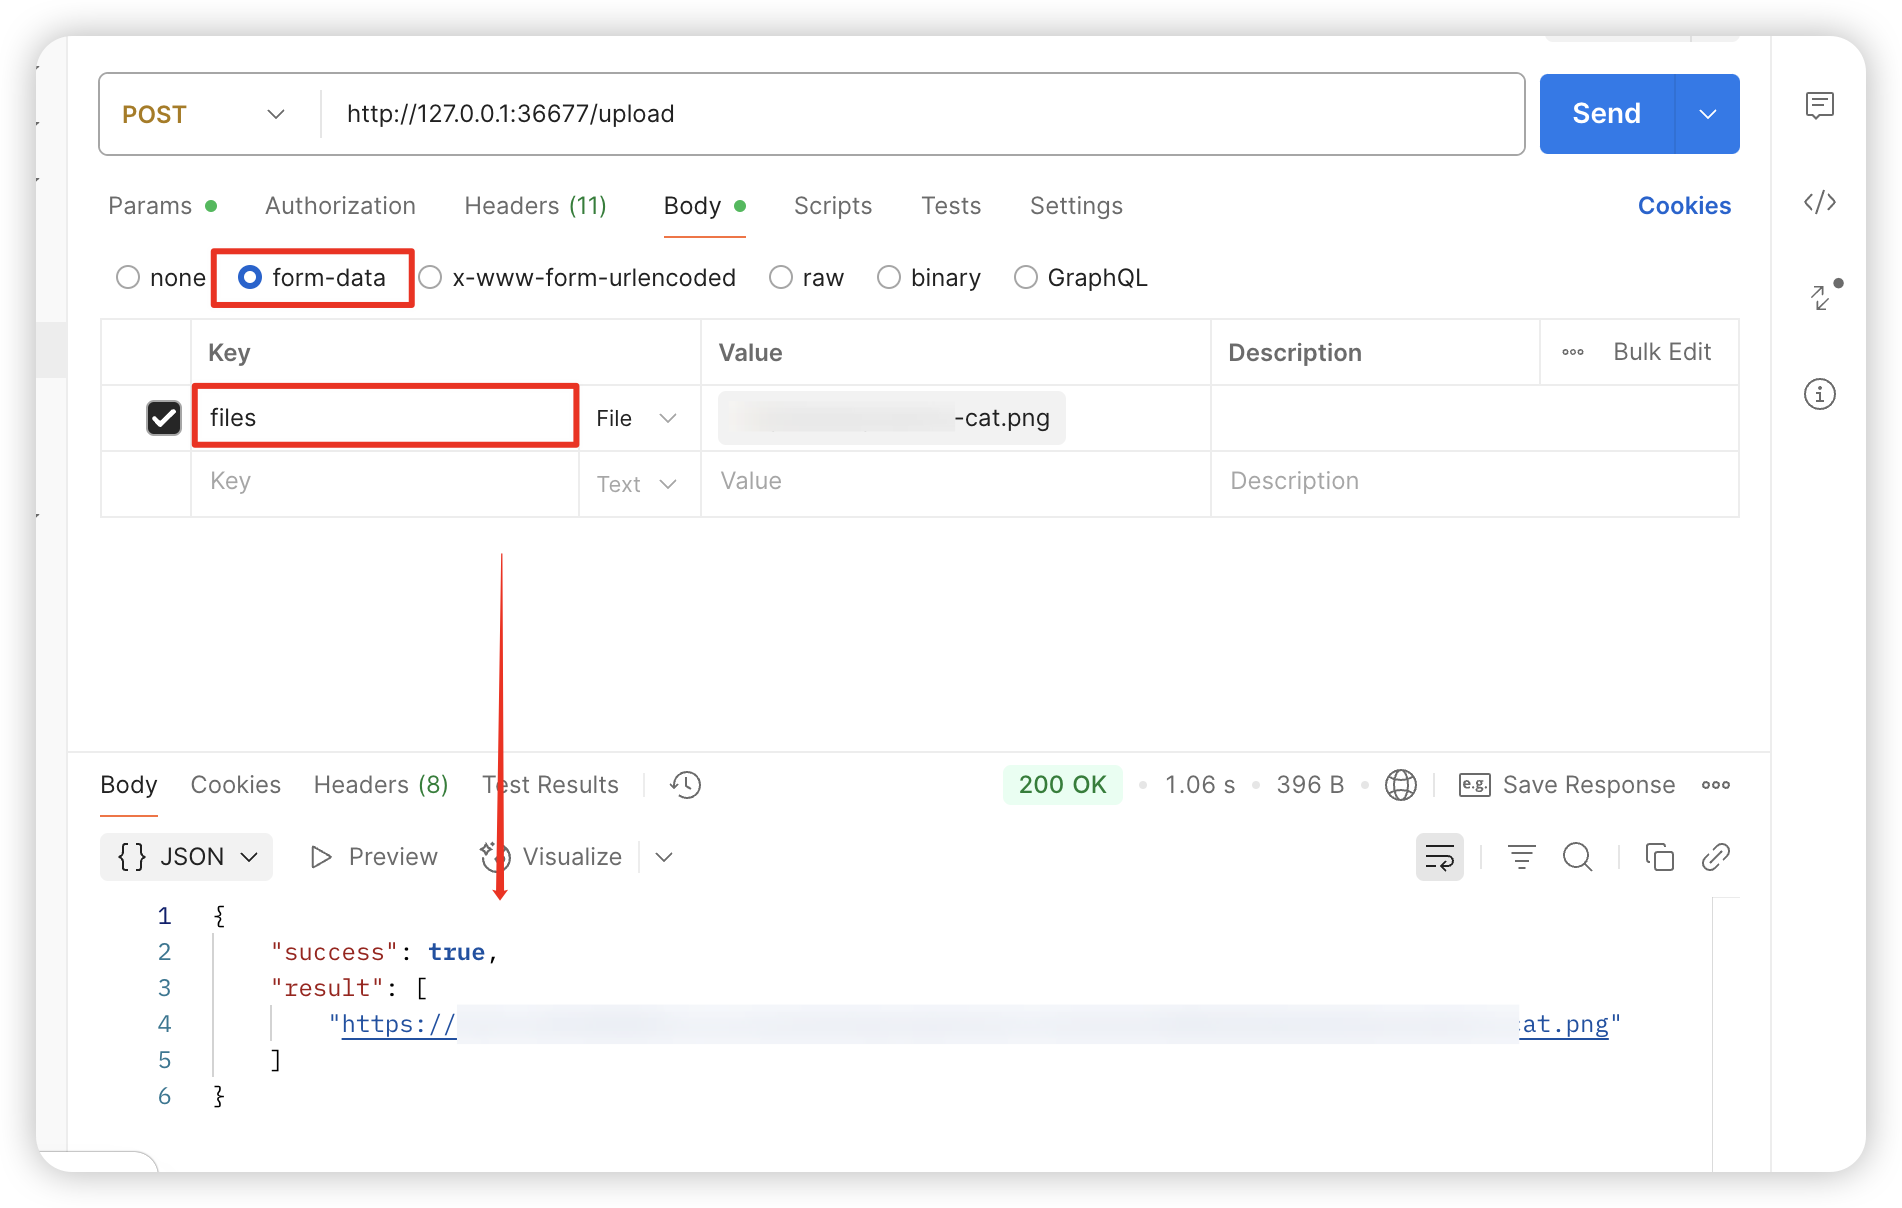 POST http://127.0.0.1:36677/upload Send
Params Authorization Headers (11) Body Scripts Tests Settings Cookies
none form-data x-www-form-urlencoded raw binary GraphQL
Key Value Description Bulk Edit
files File -cat.png
Key Text Value Description
Body Cookies Headers (8) Test Results 200 OK 1.06 s 396 B e.g. Save Response
{} JSON Preview Visualize
1 {
2 "success": true,
3 "result": [
4 "https:// cat.png"
5 ]
6 }